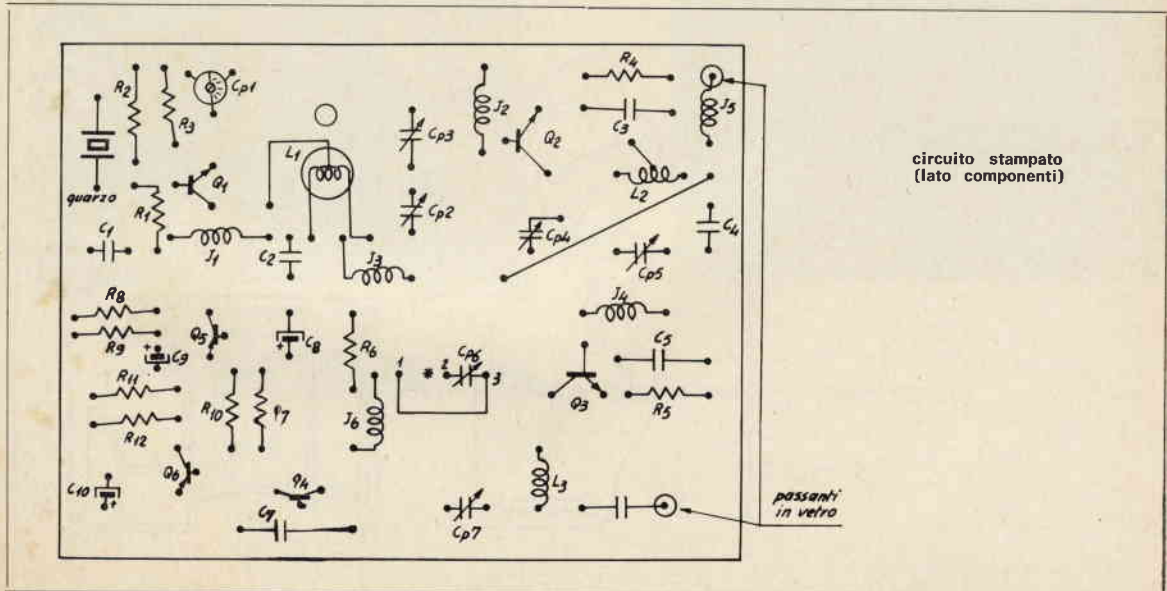 R2
R3
Cp1
J2
R4
Cp3
Q2
C3
J5
L1
circuito stampato
(lato componenti)
quarzo
Q1
R1
Cp2
L2
C1
J1
C2
J3
Cp4
C4
Cp5
R8
J4
R9
Q5
+ C8
R6
+ C9
1 * 2 Cp6 3
C5
R11
R10
J6
Q3
R5
R12
Q6
Q4
L3
C10 +
Cp7
passanti
in vetro